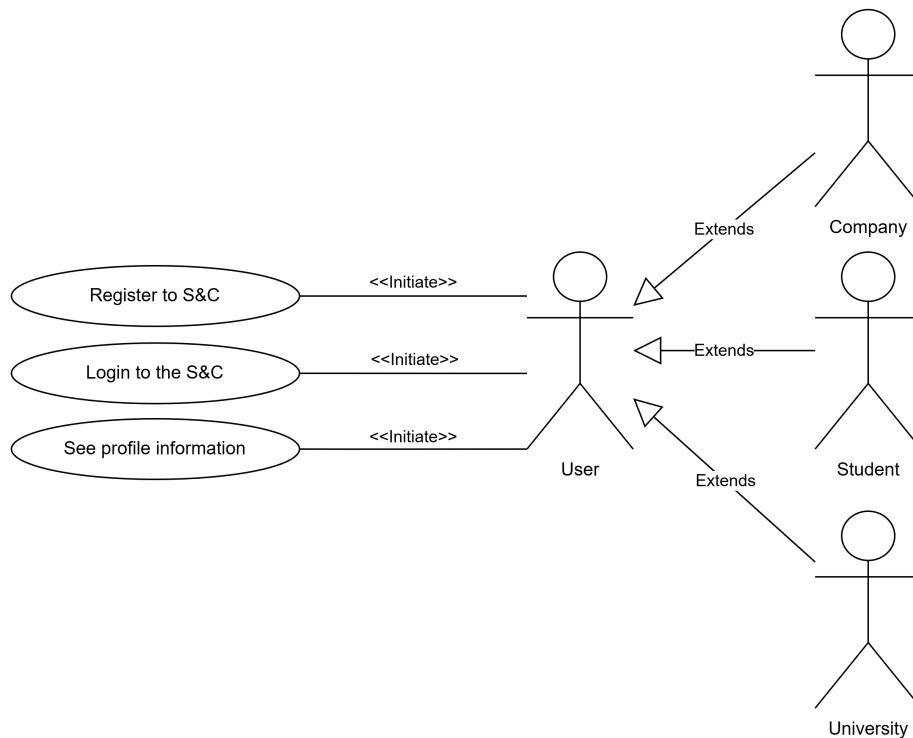 Company
Extends
Register to S&C
<<Initiate>>
Login to the S&C
<<Initiate>>
Extends
See profile information
<<Initiate>>
User
Student
Extends
University